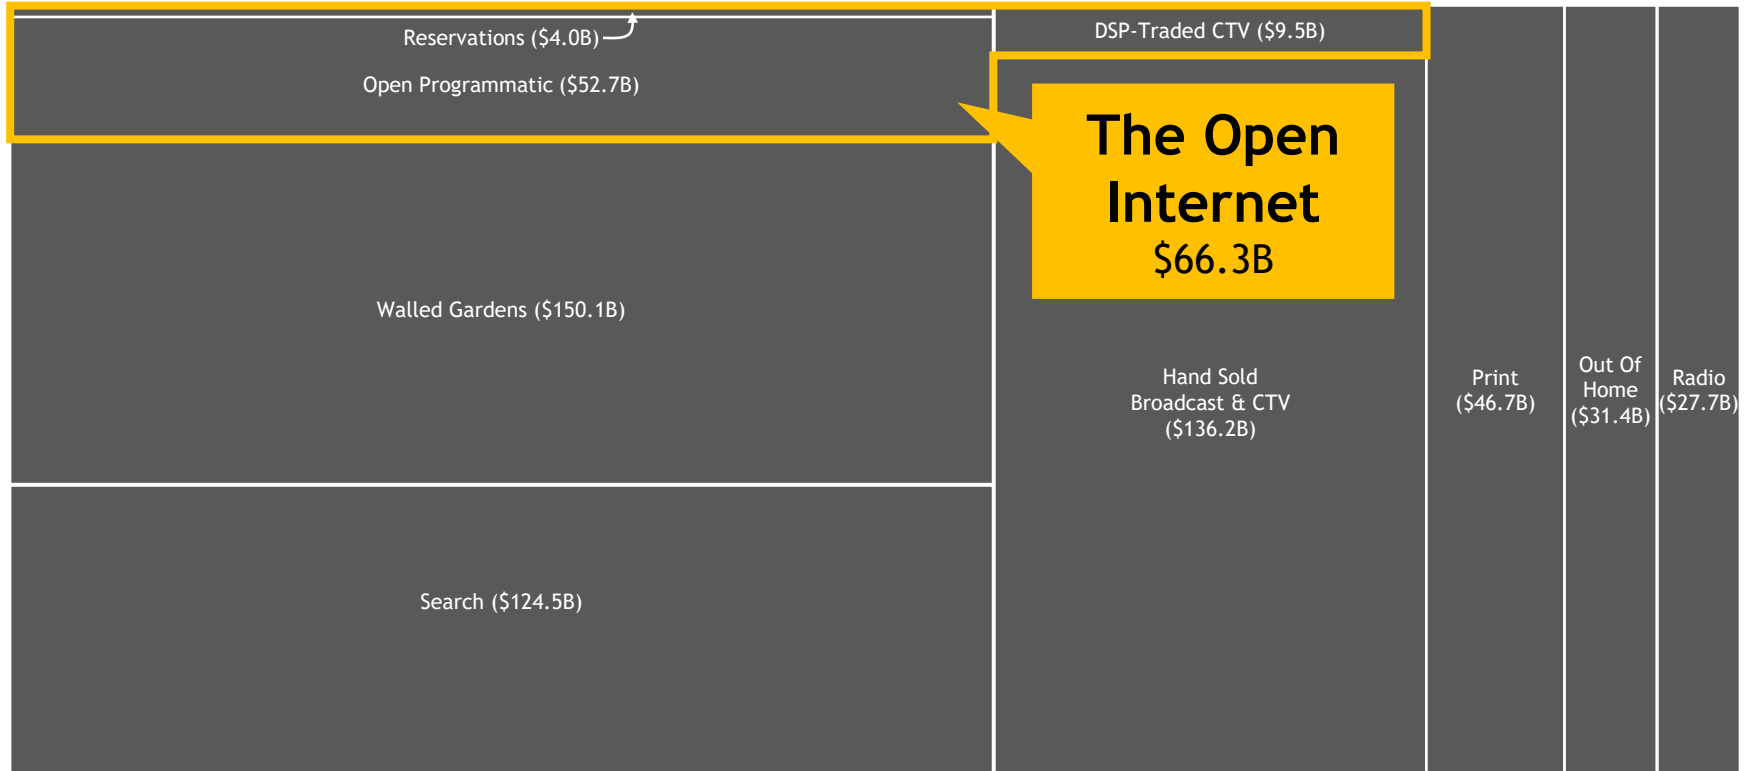 Reservations ($4.0B)
Open Programmatic ($52.7B)
DSP-Traded CTV ($9.5B)
The Open
Internet
$66.3B
Walled Gardens ($150.1B)
Search ($124.5B)
Hand Sold
Broadcast & CTV
($136.2B)
Print
($46.7B)
Out Of
Home
($31.4B)
Radio
($27.7B)